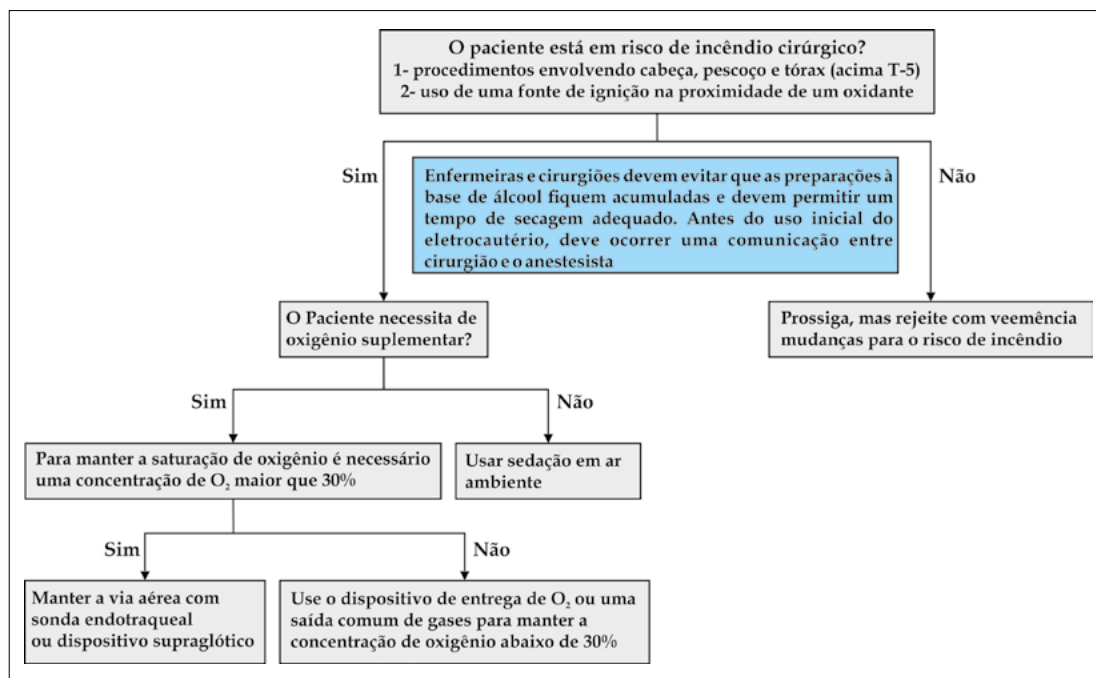 O paciente está em risco de incêndio cirúrgico?
1- procedimentos envolvendo cabeça, pescoço e tórax (acima T-5)
2- uso de uma fonte de ignição na proximidade de um oxidante
Sim
Enfermeiras e cirurgiões devem evitar que as preparações à
base de álcool fiquem acumuladas e devem permitir um
tempo de secagem adequado. Antes do uso inicial do
eletrocautério, deve ocorrer uma comunicação entre
cirurgião e o anestesista
Não
O Paciente necessita de
oxigênio suplementar?
Prossiga, mas rejeite com veemência
mudanças para o risco de incêndio
Sim
Não
Para manter a saturação de oxigênio é necessário
uma concentração de O₂ maior que 30%
Usar sedação em ar
ambiente
Sim
Não
Manter a via aérea com
sonda endotraqueal
ou dispositivo supraglótico
Use o dispositivo de entrega de O₂ ou uma
saída comum de gases para manter a
concentração de oxigênio abaixo de 30%